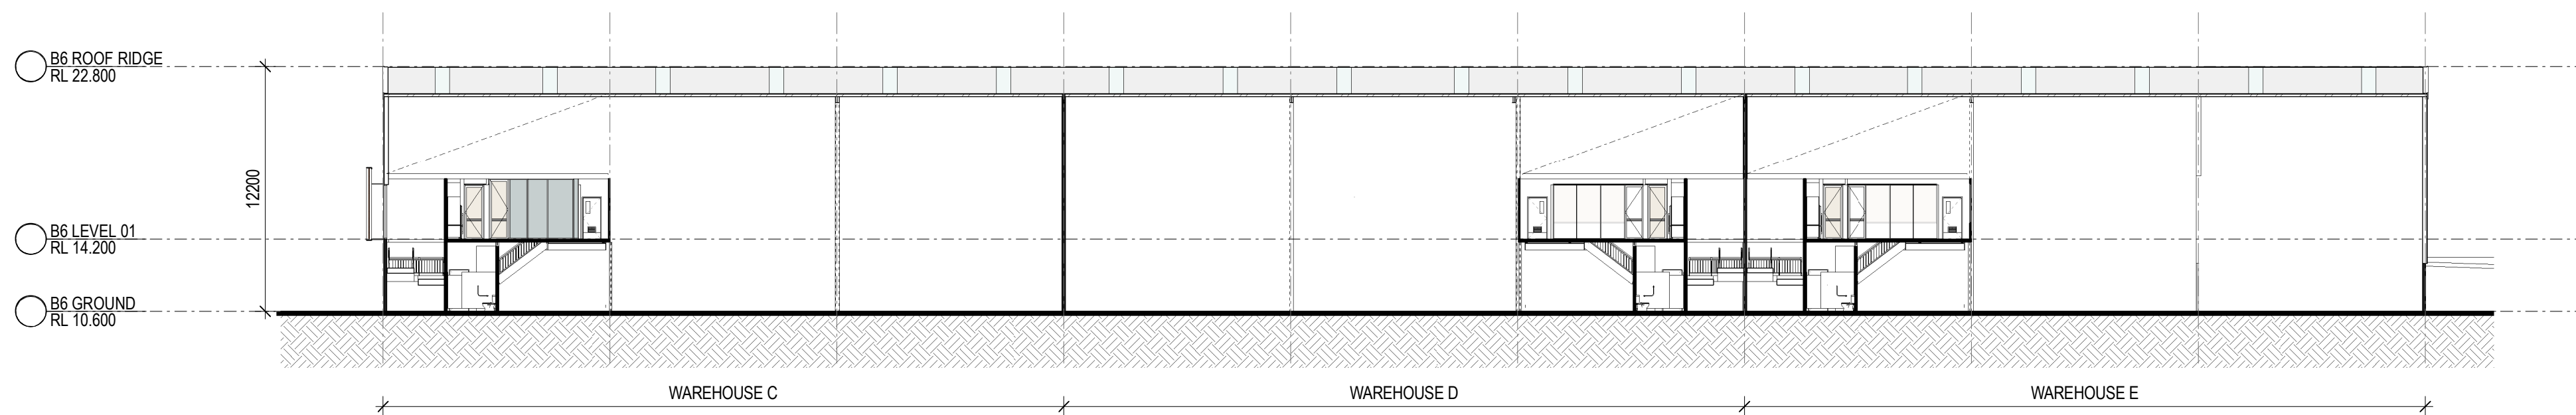 B6 ROOF RIDGE
RL 22.800
12200
B6 LEVEL 01
RL 14.200
B6 GROUND
RL 10.600
WAREHOUSE C
WAREHOUSE D
WAREHOUSE E